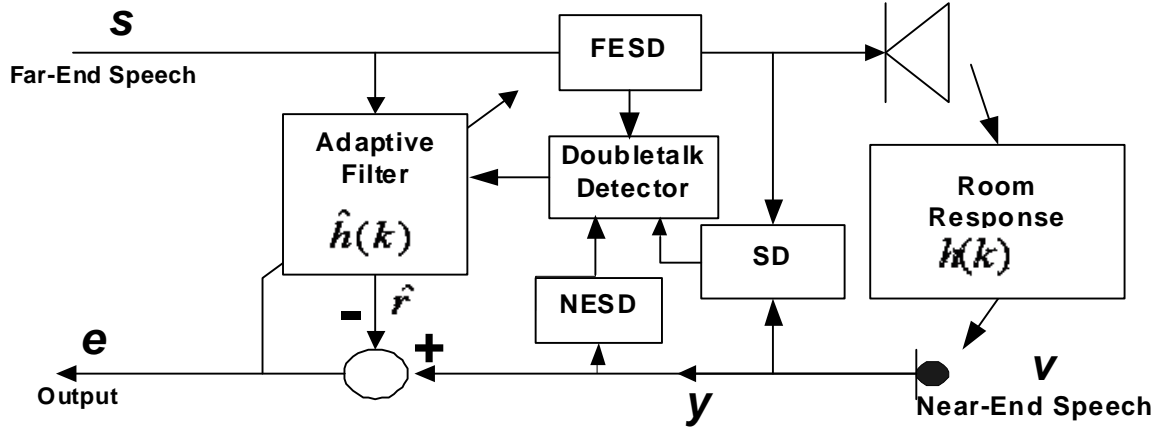 s
Far-End Speech
FESD
Adaptive
Filter
ĥ(k)
Doubletalk
Detector
Room
Response
h(k)
SD
NESD
-
r̂
+
e
Output
y
v
Near-End Speech